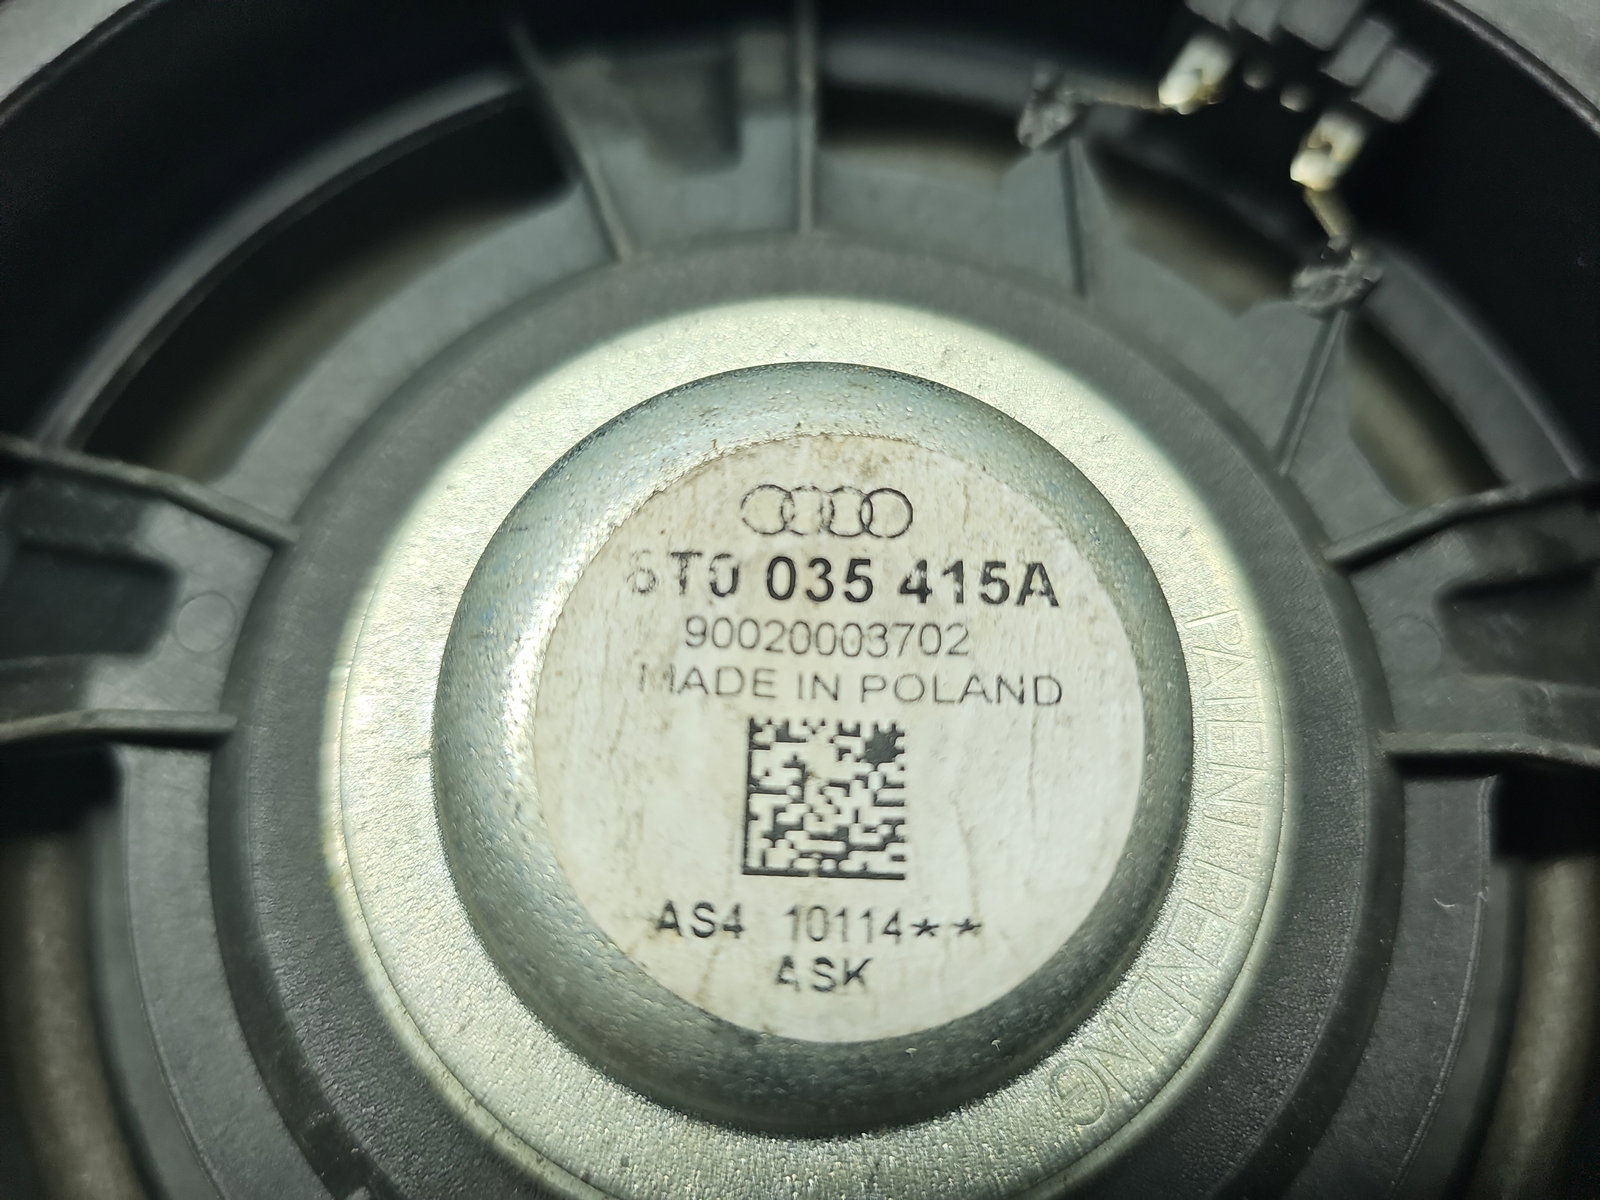 8T0 035 415A
90020003702
MADE IN POLAND
AS4 10114**
ASK
PATENT PENDING